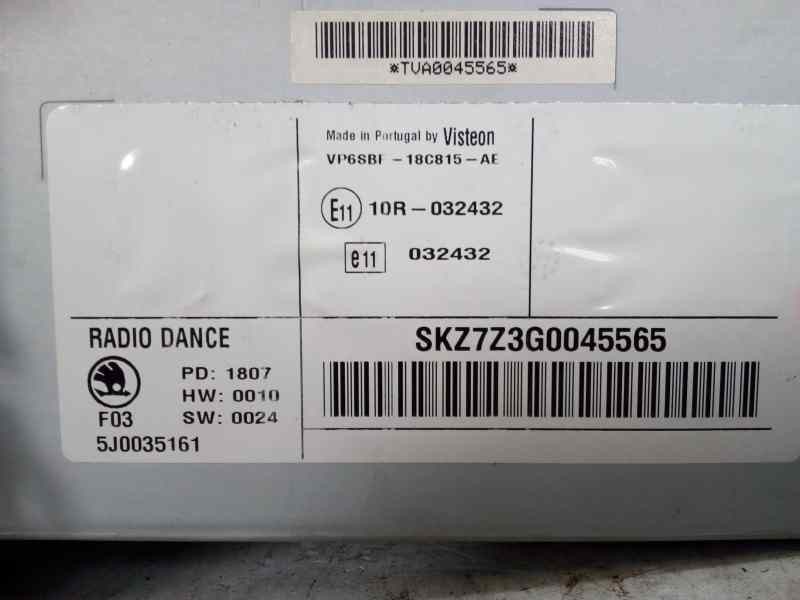 *TVA0045565*
Made in Portugal by Visteon
VP6SBF-18C815-AE
E11 10R-032432
e11 032432
RADIO DANCE
PD: 1807
HW: 0010
F03 SW: 0024
5J0035161
SKZ7Z3G0045565